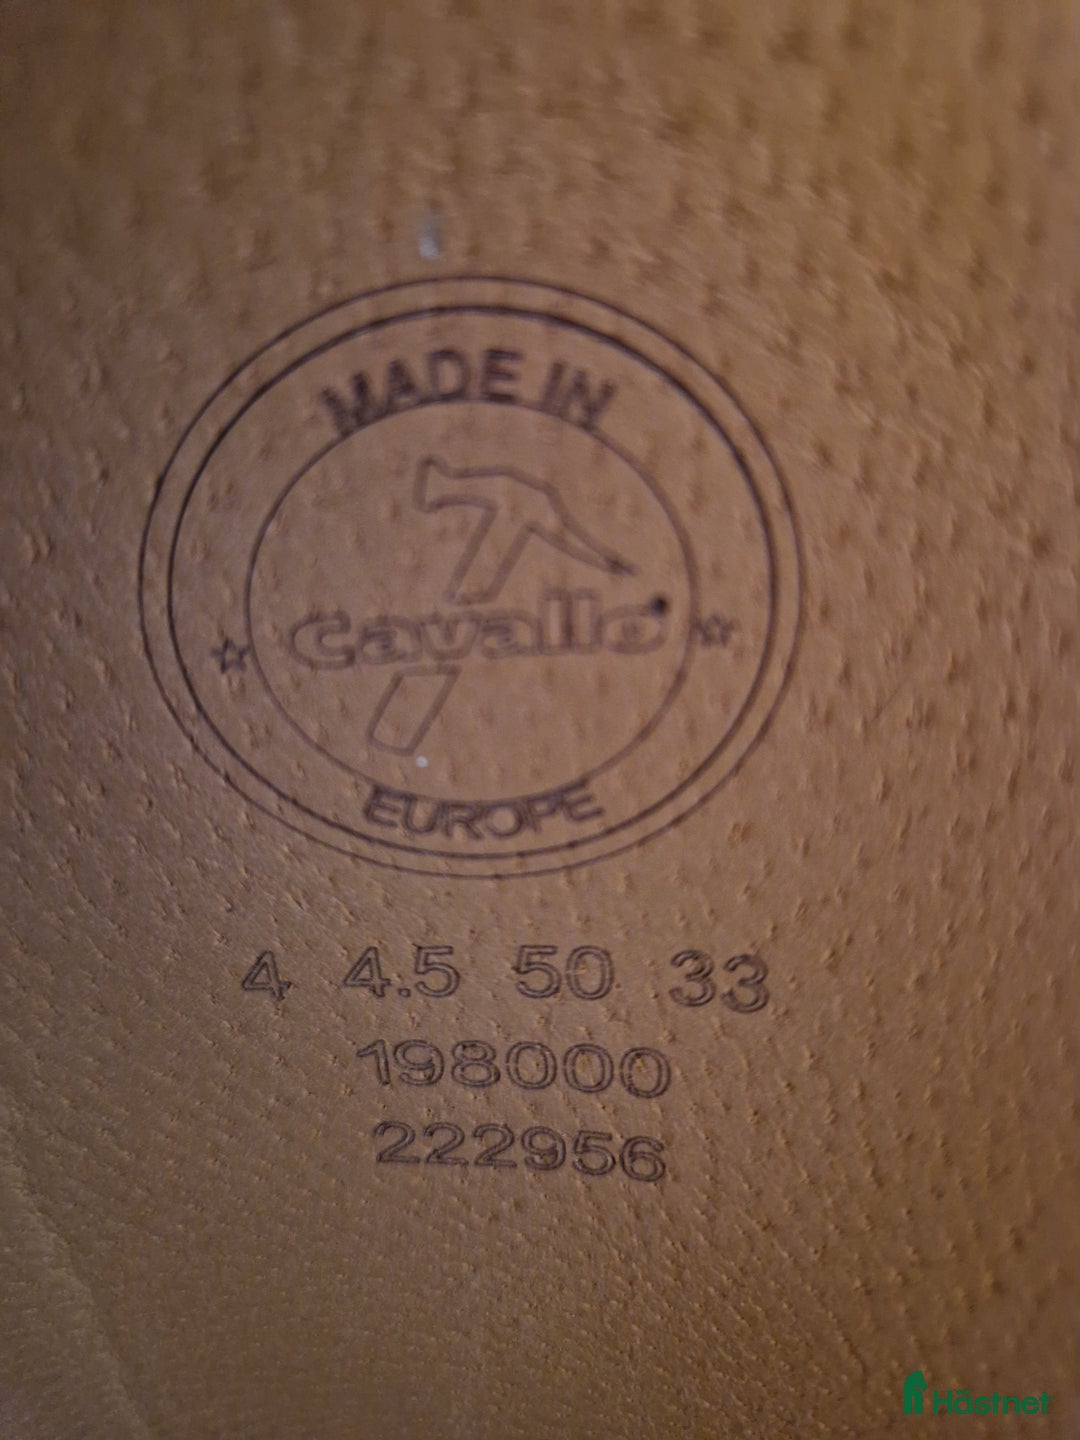 MADE IN
Cavallo®
EUROPE
4 4.5 50 33
198000
222956
Hästnet